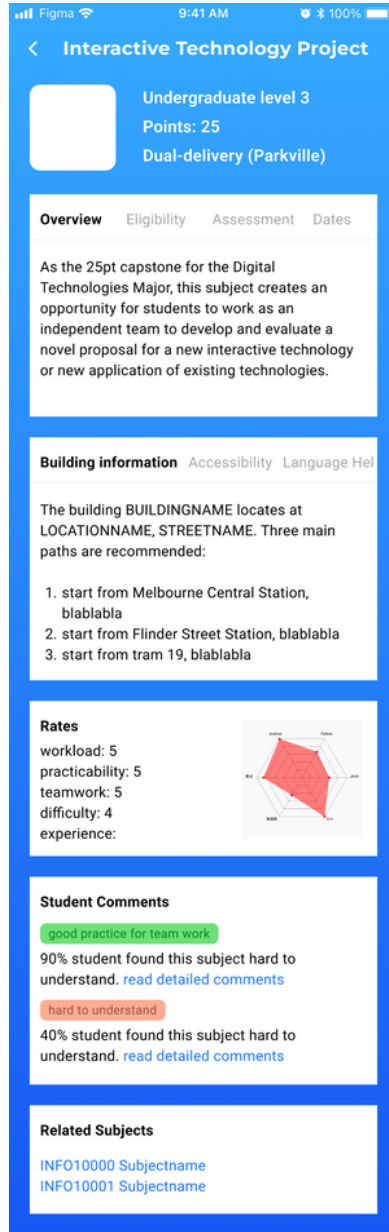 Figma 9:41 AM 100%
Interactive Technology Project
Undergraduate level 3
Points: 25
Dual-delivery (Parkville)
Overview Eligibility Assessment Dates
As the 25pt capstone for the Digital
Technologies Major, this subject creates an
opportunity for students to work as an
independent team to develop and evaluate a
novel proposal for a new interactive technology
or new application of existing technologies.
Building information Accessibility Language Hel
The building BUILDINGNAME locates at
LOCATIONNAME, STREETNAME. Three main
paths are recommended:
1. start from Melbourne Central Station,
blablabla
2. start from Flinder Street Station, blablabla
3. start from tram 19, blablabla
Rates
workload: 5
practicability: 5
teamwork: 5
difficulty: 4
experience:
Student Comments
good practice for team work
90% student found this subject hard to
understand. read detailed comments
hard to understand
40% student found this subject hard to
understand. read detailed comments
Related Subjects
INFO10000 Subjectname
INFO10001 Subjectname